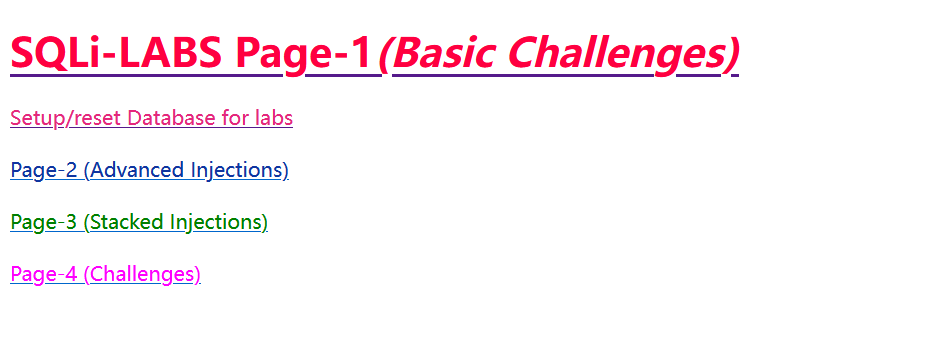 SQLi-LABS Page-1(Basic Challenges)
Setup/reset Database for labs
Page-2 (Advanced Injections)
Page-3 (Stacked Injections)
Page-4 (Challenges)